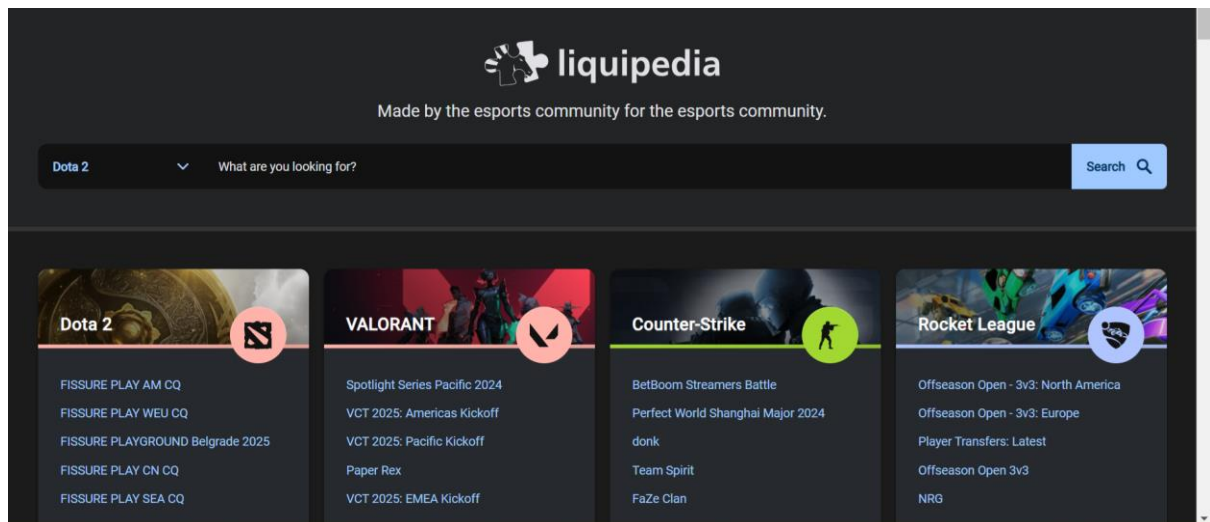 liquipedia
Made by the esports community for the esports community.
Dota 2
What are you looking for?
Search
Dota 2
FISSURE PLAY AM CQ
FISSURE PLAY WEU CQ
FISSURE PLAYGROUND Belgrade 2025
FISSURE PLAY CN CQ
FISSURE PLAY SEA CQ
VALORANT
Spotlight Series Pacific 2024
VCT 2025: Americas Kickoff
VCT 2025: Pacific Kickoff
Paper Rex
VCT 2025: EMEA Kickoff
Counter-Strike
BetBoom Streamers Battle
Perfect World Shanghai Major 2024
donk
Team Spirit
FaZe Clan
Rocket League
Offseason Open - 3v3: North America
Offseason Open - 3v3: Europe
Player Transfers: Latest
Offseason Open 3v3
NRG